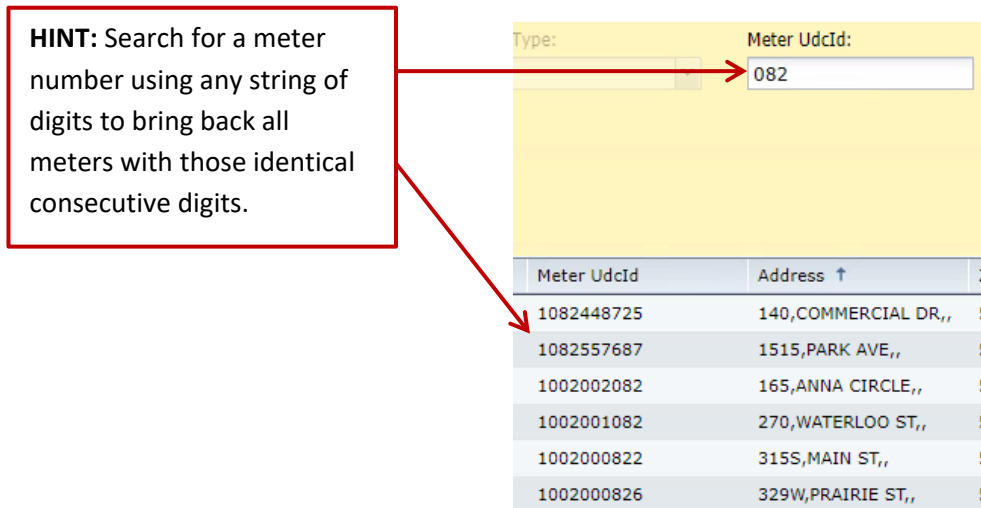 HINT: Search for a meter
number using any string of
digits to bring back all
meters with those identical
consecutive digits.
Type:
Meter UdcId:
082
Meter UdcId
Address ↑
1082448725
140,COMMERCIAL DR,,
1082557687
1515,PARK AVE,,
1002002082
165,ANNA CIRCLE,,
1002001082
270,WATERLOO ST,,
1002000822
315S,MAIN ST,,
1002000826
329W,PRAIRIE ST,,